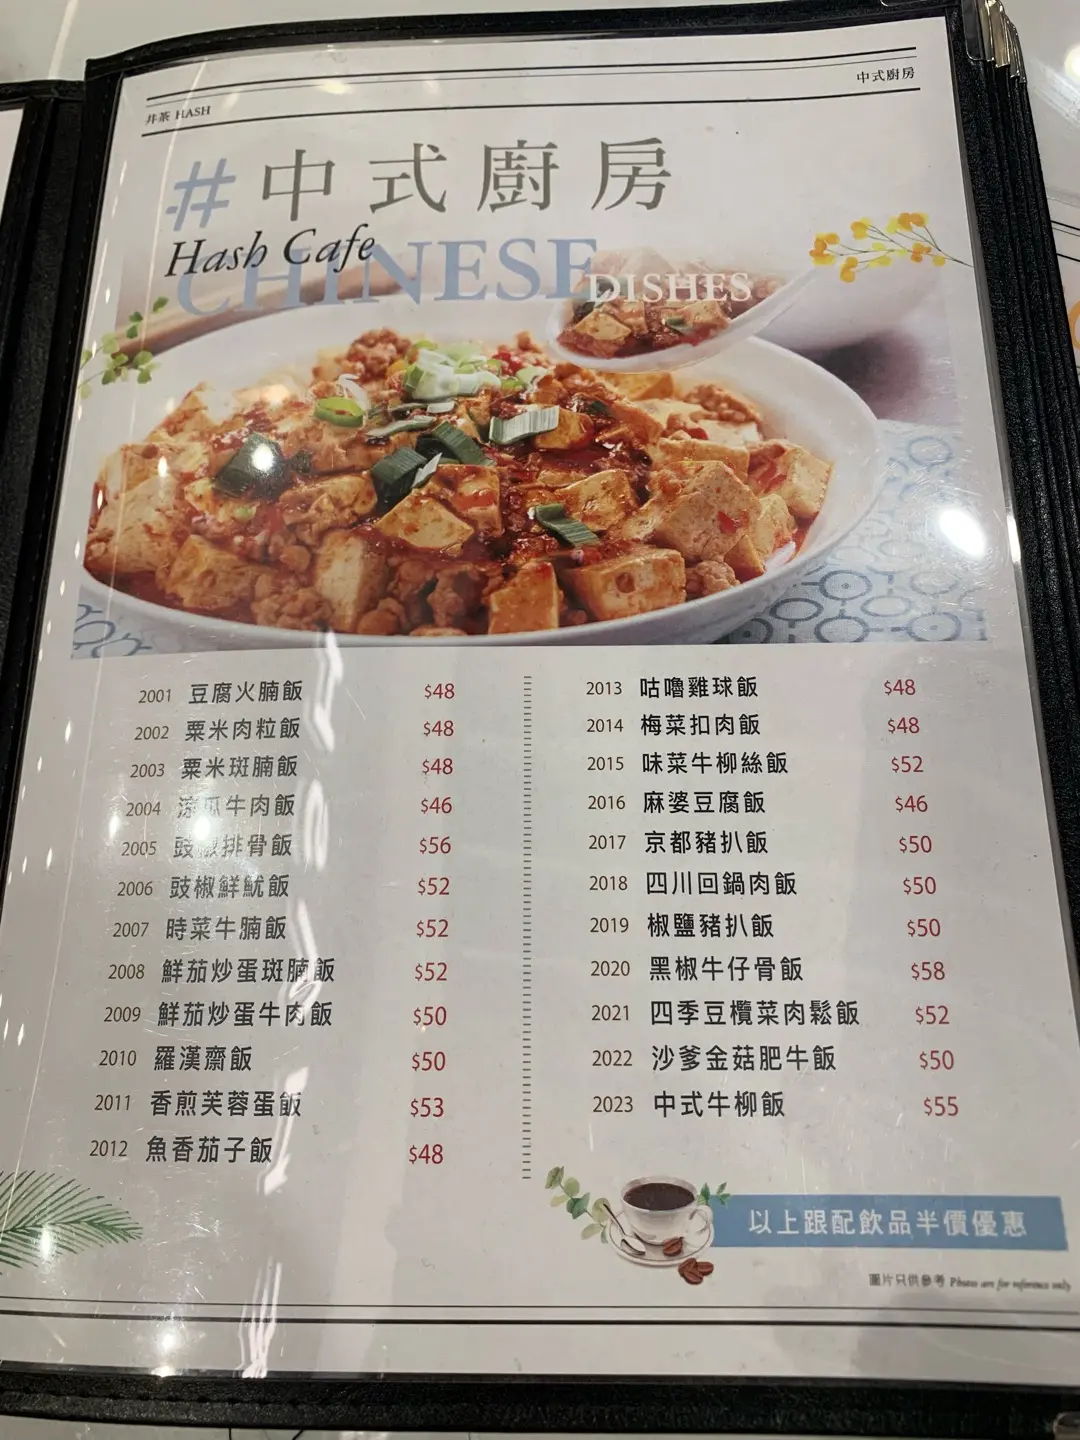 井茶 HASH
中式廚房
#中式廚房
Hash Cafe
CHINESE DISHES
2001 豆腐火腩飯 $48
2002 粟米肉粒飯 $48
2003 粟米斑腩飯 $48
2004 涼瓜牛肉飯 $46
2005 豉椒排骨飯 $56
2006 豉椒鮮魷飯 $52
2007 時菜牛腩飯 $52
2008 鮮茄炒蛋斑腩飯 $52
2009 鮮茄炒蛋牛肉飯 $50
2010 羅漢齋飯 $50
2011 香煎芙蓉蛋飯 $53
2012 魚香茄子飯 $48
2013 咕嚕雞球飯 $48
2014 梅菜扣肉飯 $48
2015 味菜牛柳絲飯 $52
2016 麻婆豆腐飯 $46
2017 京都豬扒飯 $50
2018 四川回鍋肉飯 $50
2019 椒鹽豬扒飯 $50
2020 黑椒牛仔骨飯 $58
2021 四季豆欖菜肉鬆飯 $52
2022 沙爹金菇肥牛飯 $50
2023 中式牛柳飯 $55
以上跟配飲品半價優惠
圖片只供參考 Photos are for reference only